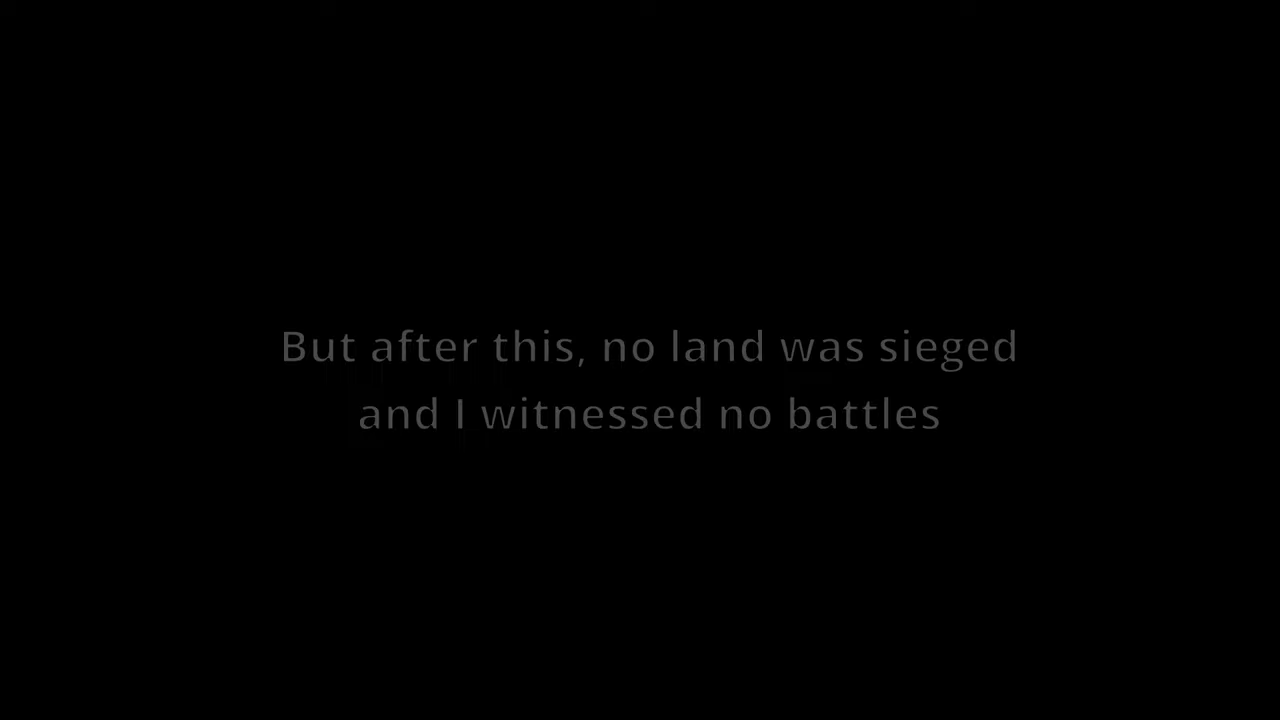 But after this, no land was sieged
and I witnessed no battles